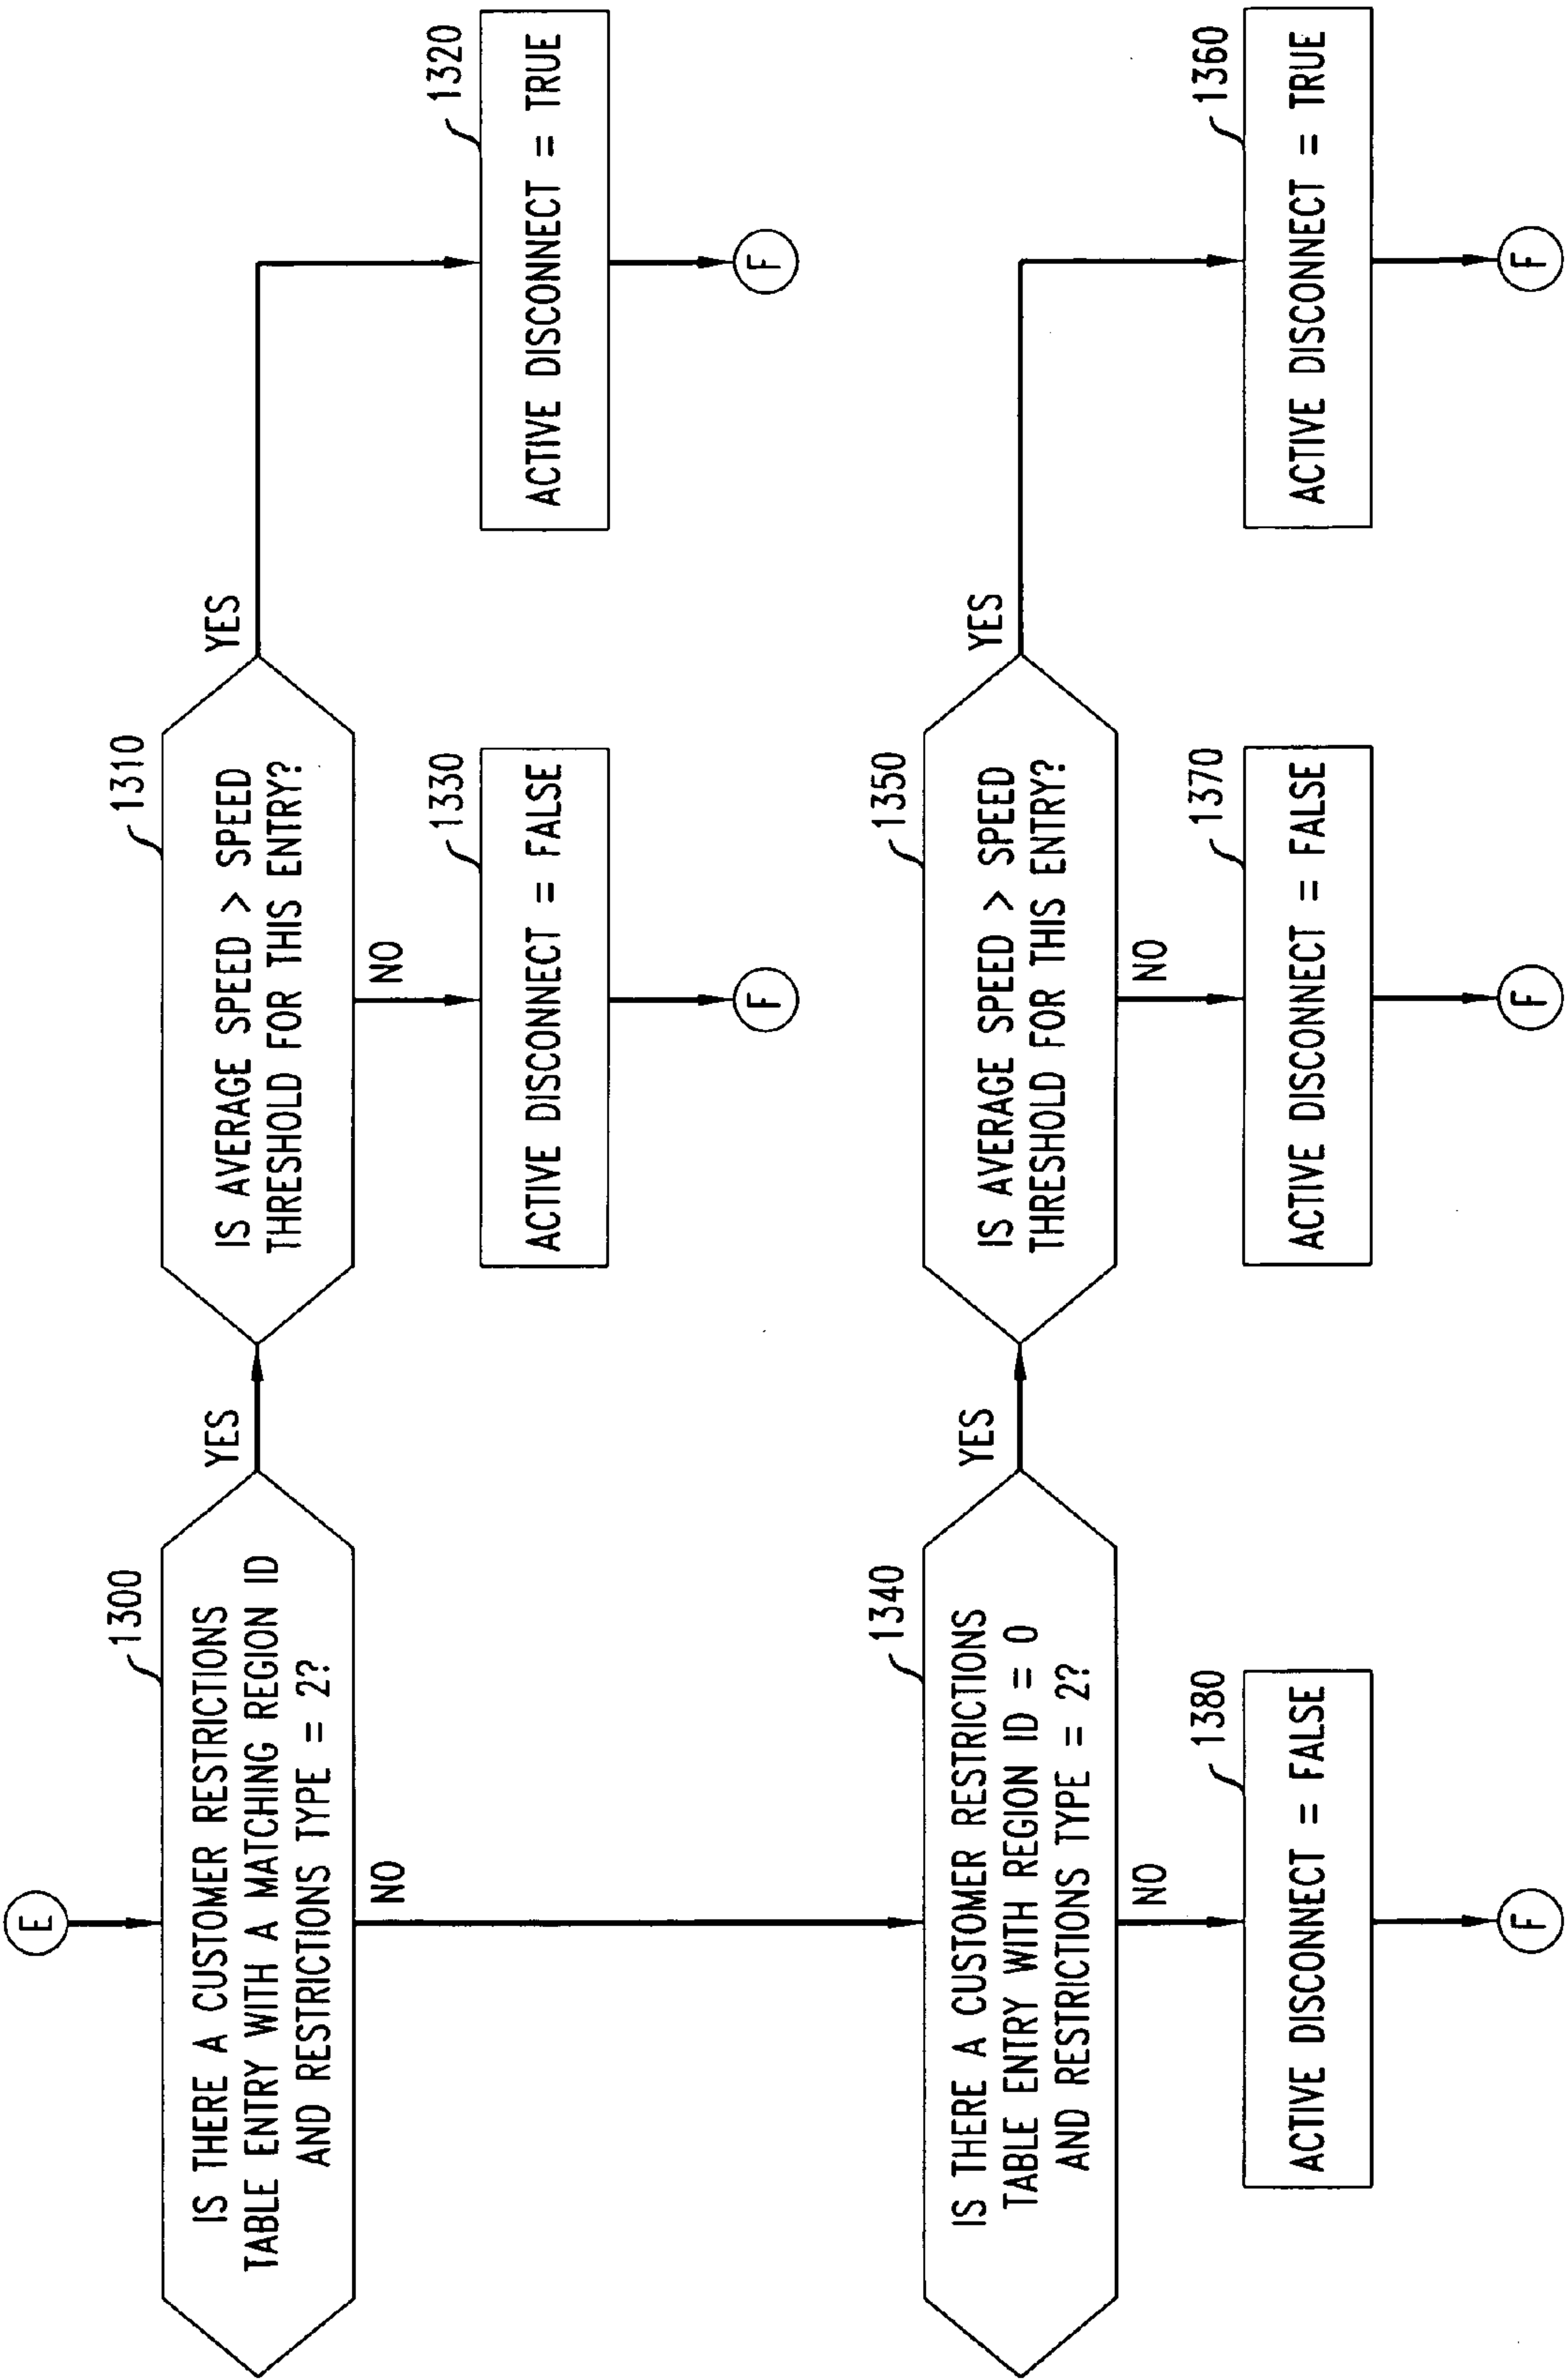 E
1300
IS THERE A CUSTOMER RESTRICTIONS
TABLE ENTRY WITH A MATCHING REGION ID
AND RESTRICTIONS TYPE = 2?
YES
NO
1310
IS AVERAGE SPEED > SPEED
THRESHOLD FOR THIS ENTRY?
YES
NO
1320
ACTIVE DISCONNECT = TRUE
F
1330
ACTIVE DISCONNECT = FALSE
F
1340
IS THERE A CUSTOMER RESTRICTIONS
TABLE ENTRY WITH REGION ID = 0
AND RESTRICTIONS TYPE = 2?
YES
NO
1350
IS AVERAGE SPEED > SPEED
THRESHOLD FOR THIS ENTRY?
YES
NO
1360
ACTIVE DISCONNECT = TRUE
F
1370
ACTIVE DISCONNECT = FALSE
F
1380
ACTIVE DISCONNECT = FALSE
F